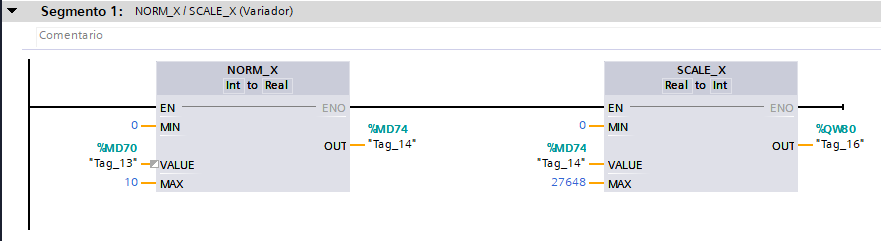 Segmento 1: NORM_X / SCALE_X (Variador)
Comentario
NORM_X
Int to Real
EN
ENO
0
MIN
%MD70
"Tag_13"
VALUE
10
MAX
OUT
%MD74
"Tag_14"
SCALE_X
Real to Int
EN
ENO
0
MIN
%MD74
"Tag_14"
VALUE
27648
MAX
OUT
%QW80
"Tag_16"